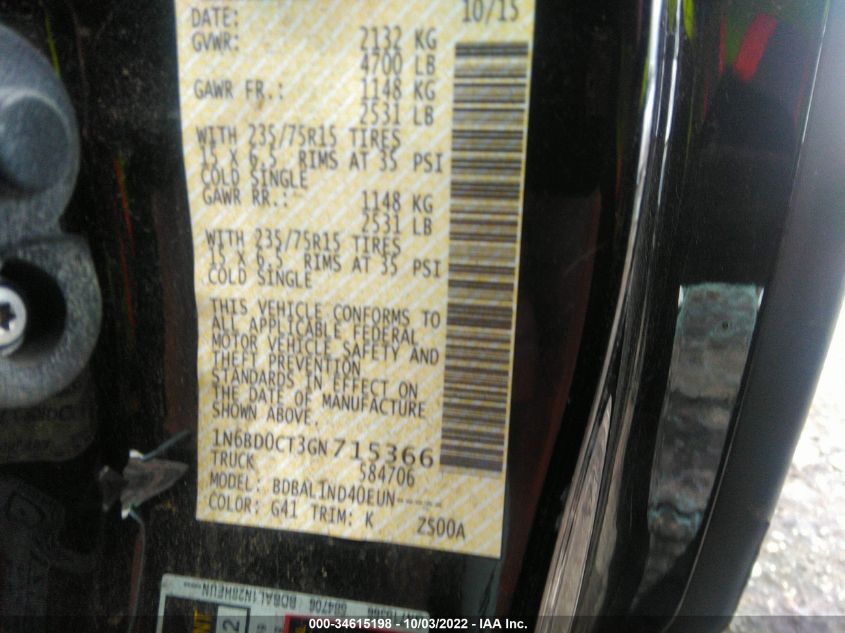 DATE: 10/15
GVWR: 2132 KG
4700 LB
GAWR FR.: 1148 KG
2531 LB
WITH 235/75R15 TIRES
15 X 6.5 RIMS AT 35 PSI
COLD SINGLE
GAWR RR.: 1148 KG
2531 LB
WITH 235/75R15 TIRES
15 X 6.5 RIMS AT 35 PSI
COLD SINGLE
THIS VEHICLE CONFORMS TO
ALL APPLICABLE FEDERAL
MOTOR VEHICLE SAFETY AND
THEFT PREVENTION
STANDARDS IN EFFECT ON
THE DATE OF MANUFACTURE
SHOWN ABOVE.
1N6BD0CT3GN715366
TRUCK 584706
MODEL: BDBALIND40EUN-----
COLOR: G41 TRIM: K ZS00A
584706 BDBAL1N28HEUN
000-34615198 - 10/03/2022 - IAA Inc.